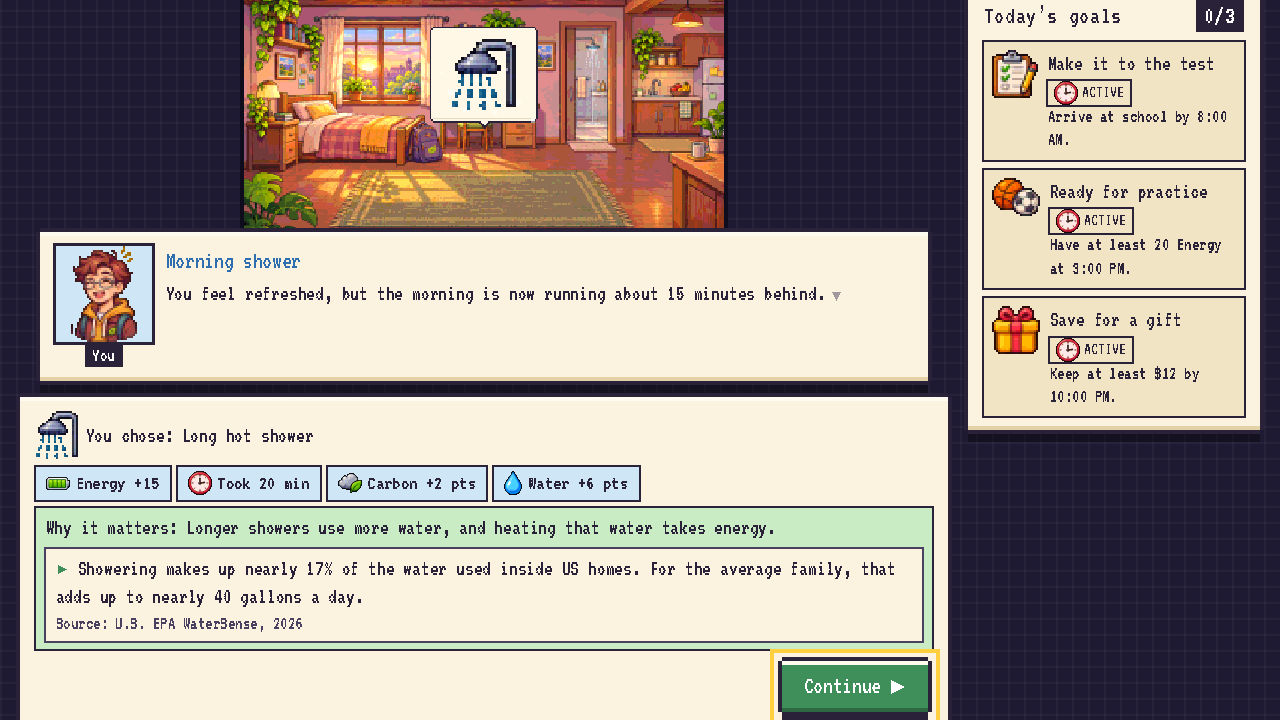 Today's goals
0/3
Make it to the test
ACTIVE
Arrive at school by 8:00
AM.
Ready for practice
ACTIVE
Have at least 20 Energy
at 3:00 PM.
Save for a gift
ACTIVE
Keep at least $12 by
10:00 PM.
Morning shower
You feel refreshed, but the morning is now running about 15 minutes behind. ▼
You
You chose: Long hot shower
Energy +15
Took 20 min
Carbon +2 pts
Water +6 pts
Why it matters: Longer showers use more water, and heating that water takes energy.
► Showering makes up nearly 17% of the water used inside US homes. For the average family, that
adds up to nearly 40 gallons a day.
Source: U.S. EPA WaterSense, 2026
Continue ►